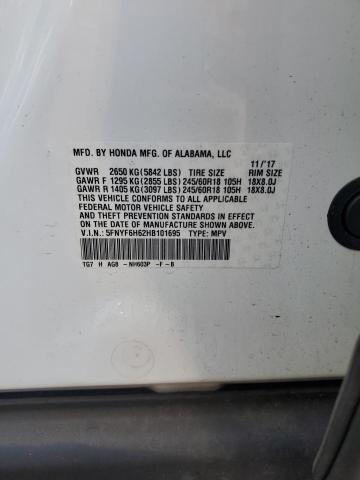 MFD. BY HONDA MFG. OF ALABAMA, LLC
11/'17
GVWR 2650 KG(5842 LBS) TIRE SIZE RIM SIZE
GAWR F 1295 KG(2855 LBS) 245/60R18 105H 18X8.0J
GAWR R 1405 KG(3097 LBS) 245/60R18 105H 18X8.0J
THIS VEHICLE CONFORMS TO ALL APPLICABLE
FEDERAL MOTOR VEHICLE SAFETY
AND THEFT PREVENTION STANDARDS IN EFFECT
ON THE DATE OF MANUFACTURE SHOWN ABOVE.
V.I.N.: 5FNYF6H62HB101695 TYPE: MPV
TG7 H AG8 -NH603P -F -B